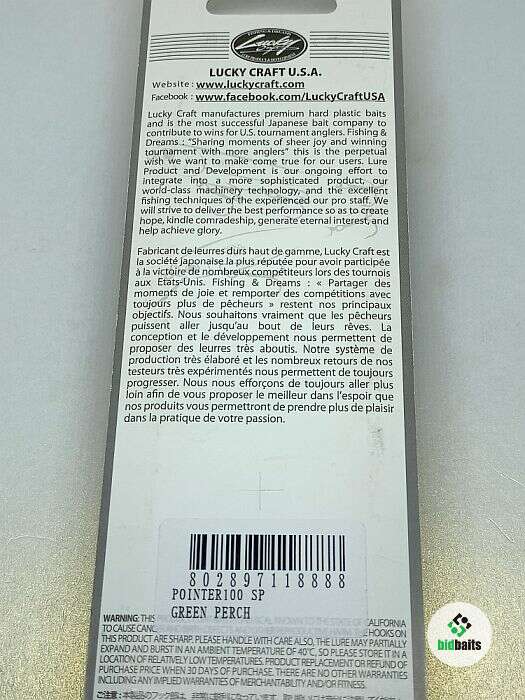 Lucky
LUCKY CRAFT U.S.A.
Website : www.luckycraft.com
Facebook : www.facebook.com/LuckyCraftUSA
Lucky Craft manufactures premium hard plastic baits
and is the most successful Japanese bait company to
contribute to wins for U.S. tournament anglers. Fishing &
Dreams : "Sharing moments of sheer joy and winning
tournament with more anglers" this is the perpetual
wish we want to make come true for our users. Lure
Product and Development is our ongoing effort to
integrate into a more sophisticated product, our
world-class machinery technology, and the excellent
fishing techniques of the experienced our pro staff. We
will strive to deliver the best performance so as to create
hope, kindle comradeship, generate eternal interest, and
help achieve glory.
Fabricant de leurres durs haut de gamme, Lucky Craft est
la société japonaise la plus réputée pour avoir participée
à la victoire de nombreux compétiteurs lors des tournois
aux Etats-Unis. Fishing & Dreams : « Partager des
moments de joie et remporter des compétitions avec
toujours plus de pêcheurs » restent nos principaux
objectifs. Nous souhaitons vraiment que les pêcheurs
puissent aller jusqu'au bout de leurs rêves. La
conception et le développement nous permettent de
proposer des leurres très aboutis. Notre système de
production très élaboré et les nombreux retours de nos
testeurs très expérimentés nous permettent de toujours
progresser. Nous nous efforçons de toujours aller plus
loin afin de vous proposer le meilleur dans l'espoir que
nos produits vous permettront de prendre plus de plaisir
dans la pratique de votre passion.
802897118888
POINTER100 SP
GREEN PERCH
WARNING: THIS OF CALIFORNIA
TO CAUSE CANC HOOKS ON
THIS PRODUCT ARE SHARP. PLEASE HANDLE WITH CARE. ALSO, THE LURE MAY PARTIALLY
EXPAND AND BURST IN AN AMBIENT TEMPERATURE OF 40°C, SO PLEASE STORE IT IN A
LOCATION OF RELATIVELY LOW TEMPERATURES. PRODUCT REPLACEMENT OR REFUND OF
PURCHASE PRICE WHEN 30 DAYS OF PURCHASE. THERE ARE NO OTHER WARRANTIES
INCLUDING ANY IMPLIED WARRANTIES OF MERCHANTABILITY AND/OR FITNESS.
bidbaits